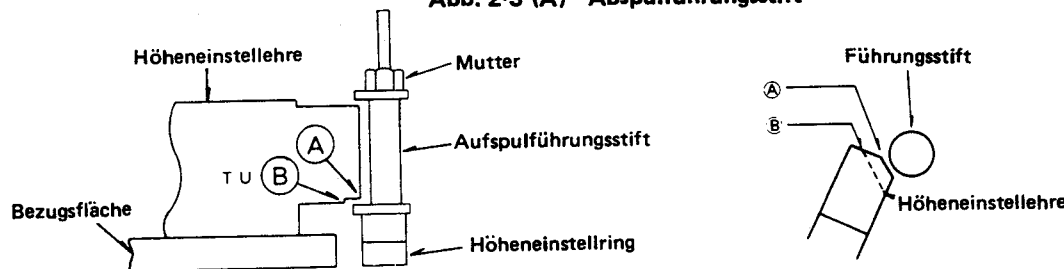 Abb. 2-3 (A) Abspulführungsstift
Höheneinstellehre
Mutter
A
B
T U
Aufspulführungsstift
Bezugsfläche
Höheneinstellring
Führungsstift
A
B
Höheneinstellehre